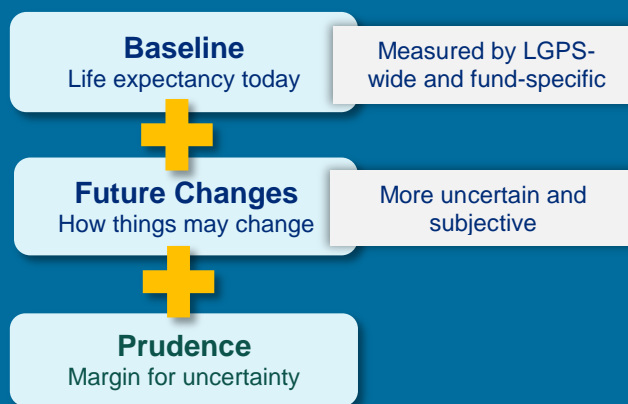 Baseline
Life expectancy today
Measured by LGPS-
wide and fund-specific
Future Changes
How things may change
More uncertain and
subjective
Prudence
Margin for uncertainty